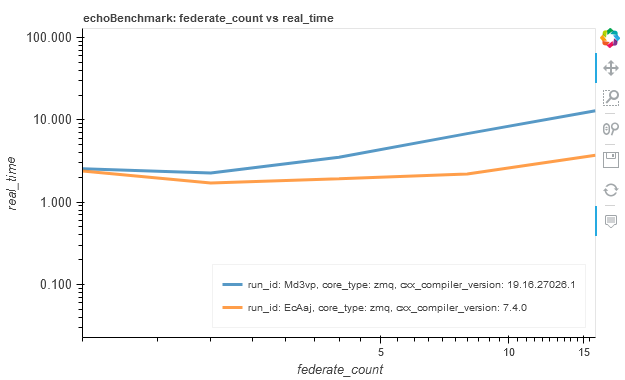 echoBenchmark: federate_count vs real_time
100.000
10.000
1.000
0.100
real_time
run_id: Md3vp, core_type: zmq, cxx_compiler_version: 19.16.27026.1
run_id: EcAaj, core_type: zmq, cxx_compiler_version: 7.4.0
5
10
15
federate_count